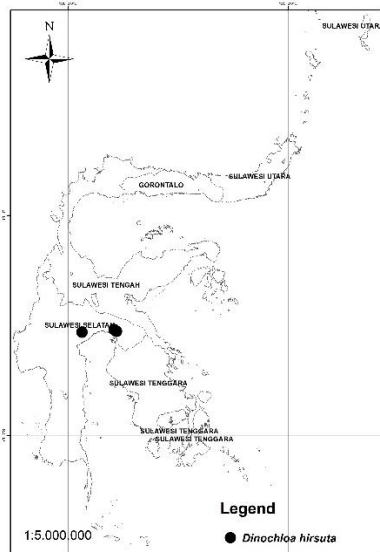 SULAWESI UTARA
N
SULAWESI UTARA
GORONTALO
SULAWESI TENGAH
SULAWESI SELATAN
SULAWESI TENGGARA
SULAWESI TENGGARA
SULAWESI TENGGARA
Legend
1:5.000.000
Dinochloa hirsuta